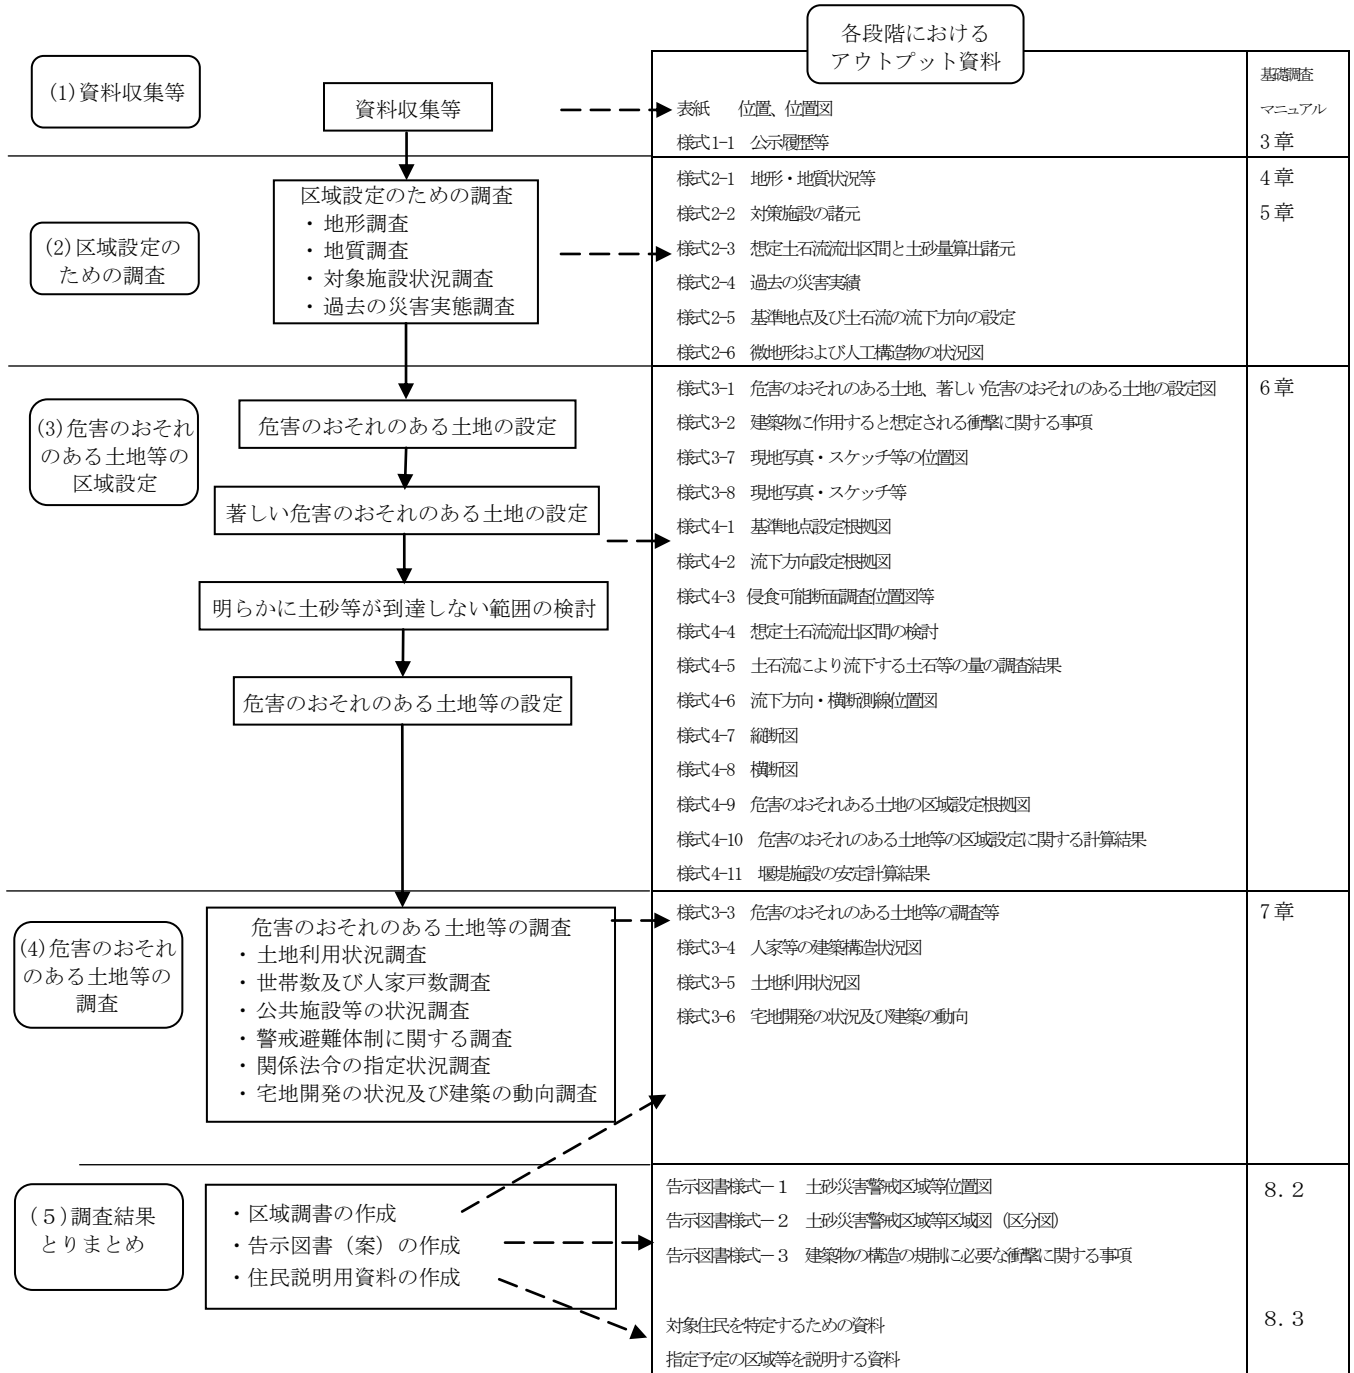 各段階における
アウトプット資料
基礎調査
マニュアル
(1)資料収集等
資料収集等
表紙　位置、位置図
様式1-1　公示履歴等
3章
(2)区域設定の
ための調査
区域設定のための調査
・地形調査
・地質調査
・対象施設状況調査
・過去の災害実態調査
様式2-1　地形・地質状況等
4章
様式2-2　対策施設の諸元
5章
様式2-3　想定土石流流出区間と土砂量算出諸元
様式2-4　過去の災害実績
様式2-5　基準地点及び土石流の流下方向の設定
様式2-6　微地形および人工構造物の状況図
(3)危害のおそれ
のある土地等の
区域設定
危害のおそれのある土地の設定
著しい危害のおそれのある土地の設定
明らかに土砂等が到達しない範囲の検討
危害のおそれのある土地等の設定
様式3-1　危害のおそれのある土地、著しい危害のおそれのある土地の設定図
6章
様式3-2　建築物に作用すると想定される衝撃に関する事項
様式3-7　現地写真・スケッチ等の位置図
様式3-8　現地写真・スケッチ等
様式4-1　基準地点設定根拠図
様式4-2　流下方向設定根拠図
様式4-3　侵食可能断面調査位置図等
様式4-4　想定土石流流出区間の検討
様式4-5　土石流により流下する土石等の量の調査結果
様式4-6　流下方向・横断測線位置図
様式4-7　縦断図
様式4-8　横断図
様式4-9　危害のおそれある土地の区域設定根拠図
様式4-10　危害のおそれのある土地等の区域設定に関する計算結果
様式4-11　堰堤施設の安定計算結果
(4)危害のおそれ
のある土地等の
調査
危害のおそれのある土地等の調査
・土地利用状況調査
・世帯数及び人家戸数調査
・公共施設等の状況調査
・警戒避難体制に関する調査
・関係法令の指定状況調査
・宅地開発の状況及び建築の動向調査
様式3-3　危害のおそれのある土地等の調査等
7章
様式3-4　人家等の建築構造状況図
様式3-5　土地利用状況図
様式3-6　宅地開発の状況及び建築の動向
(５)調査結果
とりまとめ
・区域調書の作成
・告示図書（案）の作成
・住民説明用資料の作成
告示図書様式－１　土砂災害警戒区域等位置図
8.2
告示図書様式－２　土砂災害警戒区域等区域図（区分図）
告示図書様式－３　建築物の構造の規制に必要な衝撃に関する事項
対象住民を特定するための資料
8.3
指定予定の区域等を説明する資料